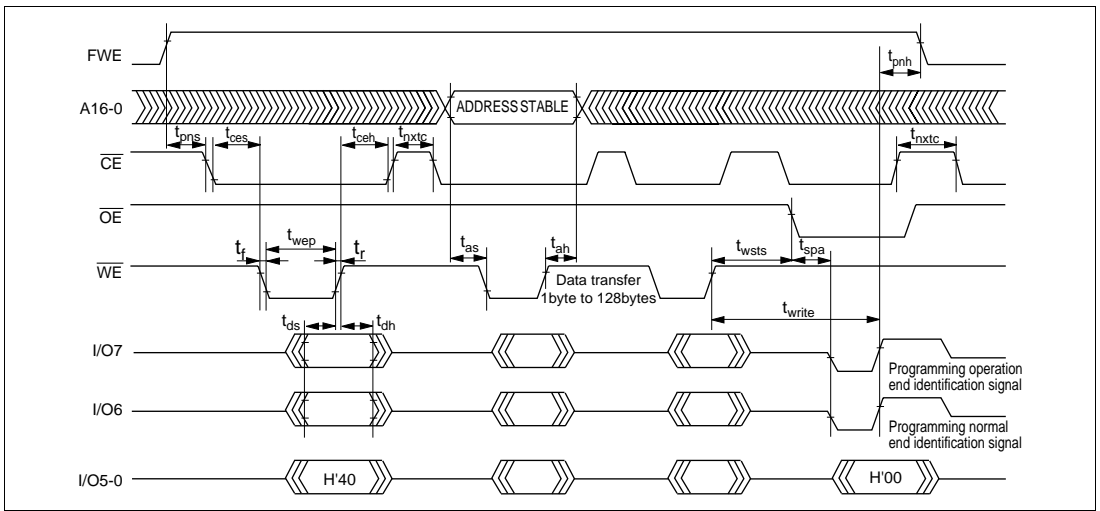 FWE
t_pnh
A16-0
ADDRESS STABLE
t_pns
t_ces
t_ceh
t_nxtc
t_nxtc
CE
OE
t_f
t_wep
t_r
t_as
t_ah
t_wsts
t_spa
WE
Data transfer
1byte to 128bytes
t_write
t_ds
t_dh
I/O7
Programming operation
end identification signal
I/O6
Programming normal
end identification signal
I/O5-0
H'40
H'00